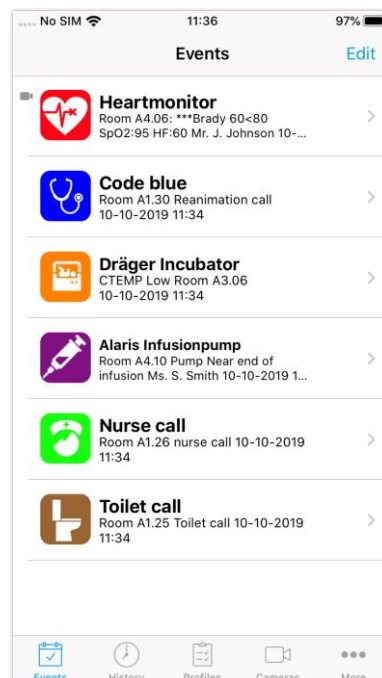 No SIM 11:36 97%
Events Edit
Heartmonitor
Room A4.06: ***Brady 60<80
SpO2:95 HF:60 Mr. J. Johnson 10-...
Code blue
Room A1.30 Reanimation call
10-10-2019 11:34
Dräger Incubator
CTEMP Low Room A3.06
10-10-2019 11:34
Alaris Infusionpump
Room A4.10 Pump Near end of
infusion Ms. S. Smith 10-10-2019 1...
Nurse call
Room A1.26 nurse call 10-10-2019
11:34
Toilet call
Room A1.25 Toilet call 10-10-2019
11:34
Events History Profiles Cameras More